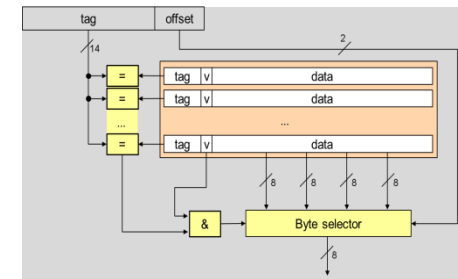 tag offset
14 2
= tag v data
= tag v data
... ...
= tag v data
8 8 8 8
& Byte selector
8